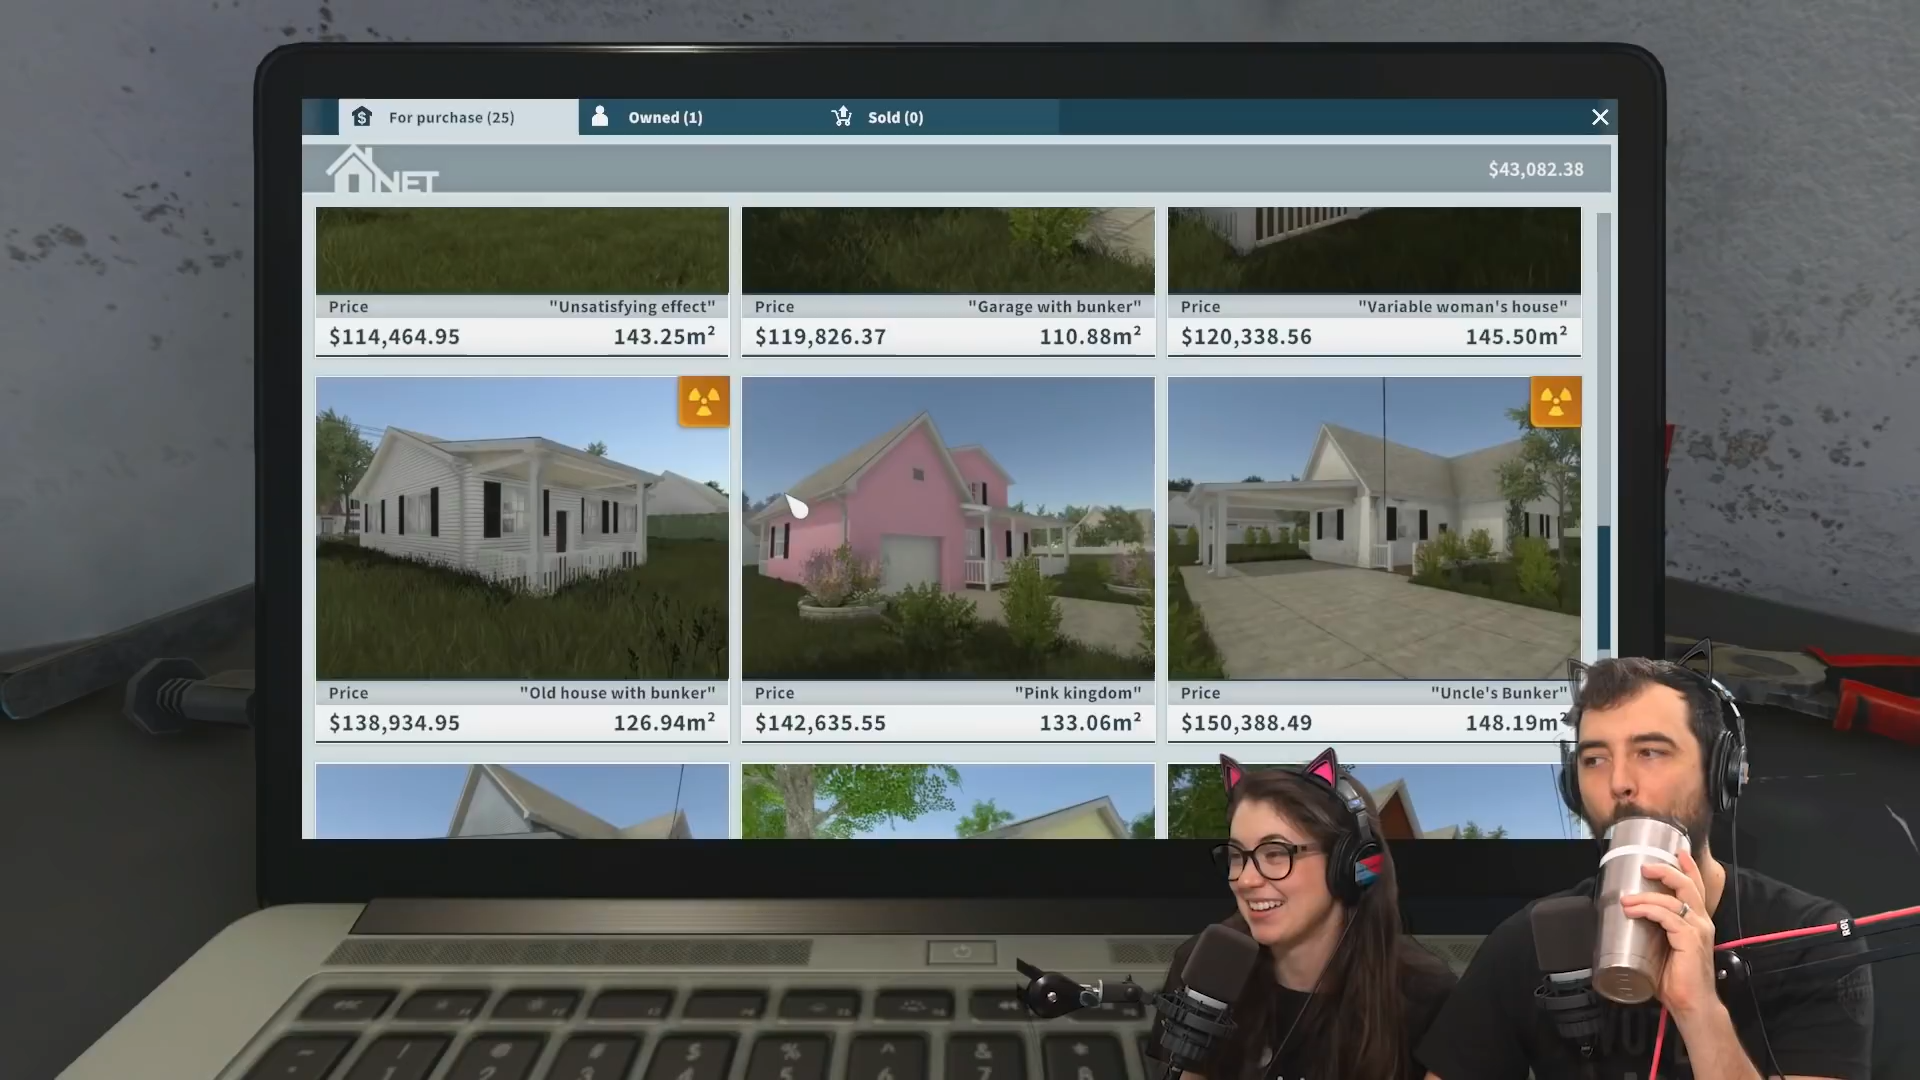 For purchase (25)
Owned (1)
Sold (0)
NET
$43,082.38
Price "Unsatisfying effect"
$114,464.95 143.25m²
Price "Garage with bunker"
$119,826.37 110.88m²
Price "Variable woman's house"
$120,338.56 145.50m²
Price "Old house with bunker"
$138,934.95 126.94m²
Price "Pink kingdom"
$142,635.55 133.06m²
Price "Uncle's Bunker"
$150,388.49 148.19m²
esc